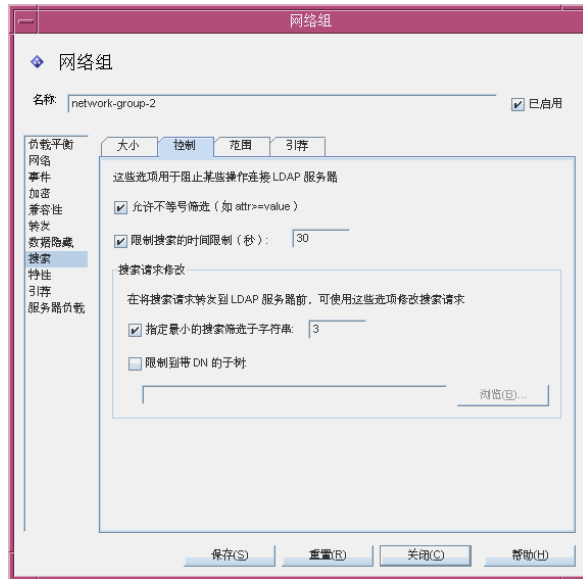 网络组
网络组
名称: network-group-2
已启用
负载平衡
网络
事件
加密
兼容性
转发
数据隐藏
搜索
特性
引荐
服务器负载
大小 控制 范围 引荐
这些选项用于阻止某些操作连接 LDAP 服务器
允许不等号筛选（如 attr>=value）
限制搜索的时间限制（秒）： 30
搜索请求修改
在将搜索请求转发到 LDAP 服务器前，可使用这些选项修改搜索请求
指定最小的搜索筛选子字符串: 3
限制到带 DN 的子树:
浏览(B)...
保存(S) 重置(R) 关闭(C) 帮助(H)